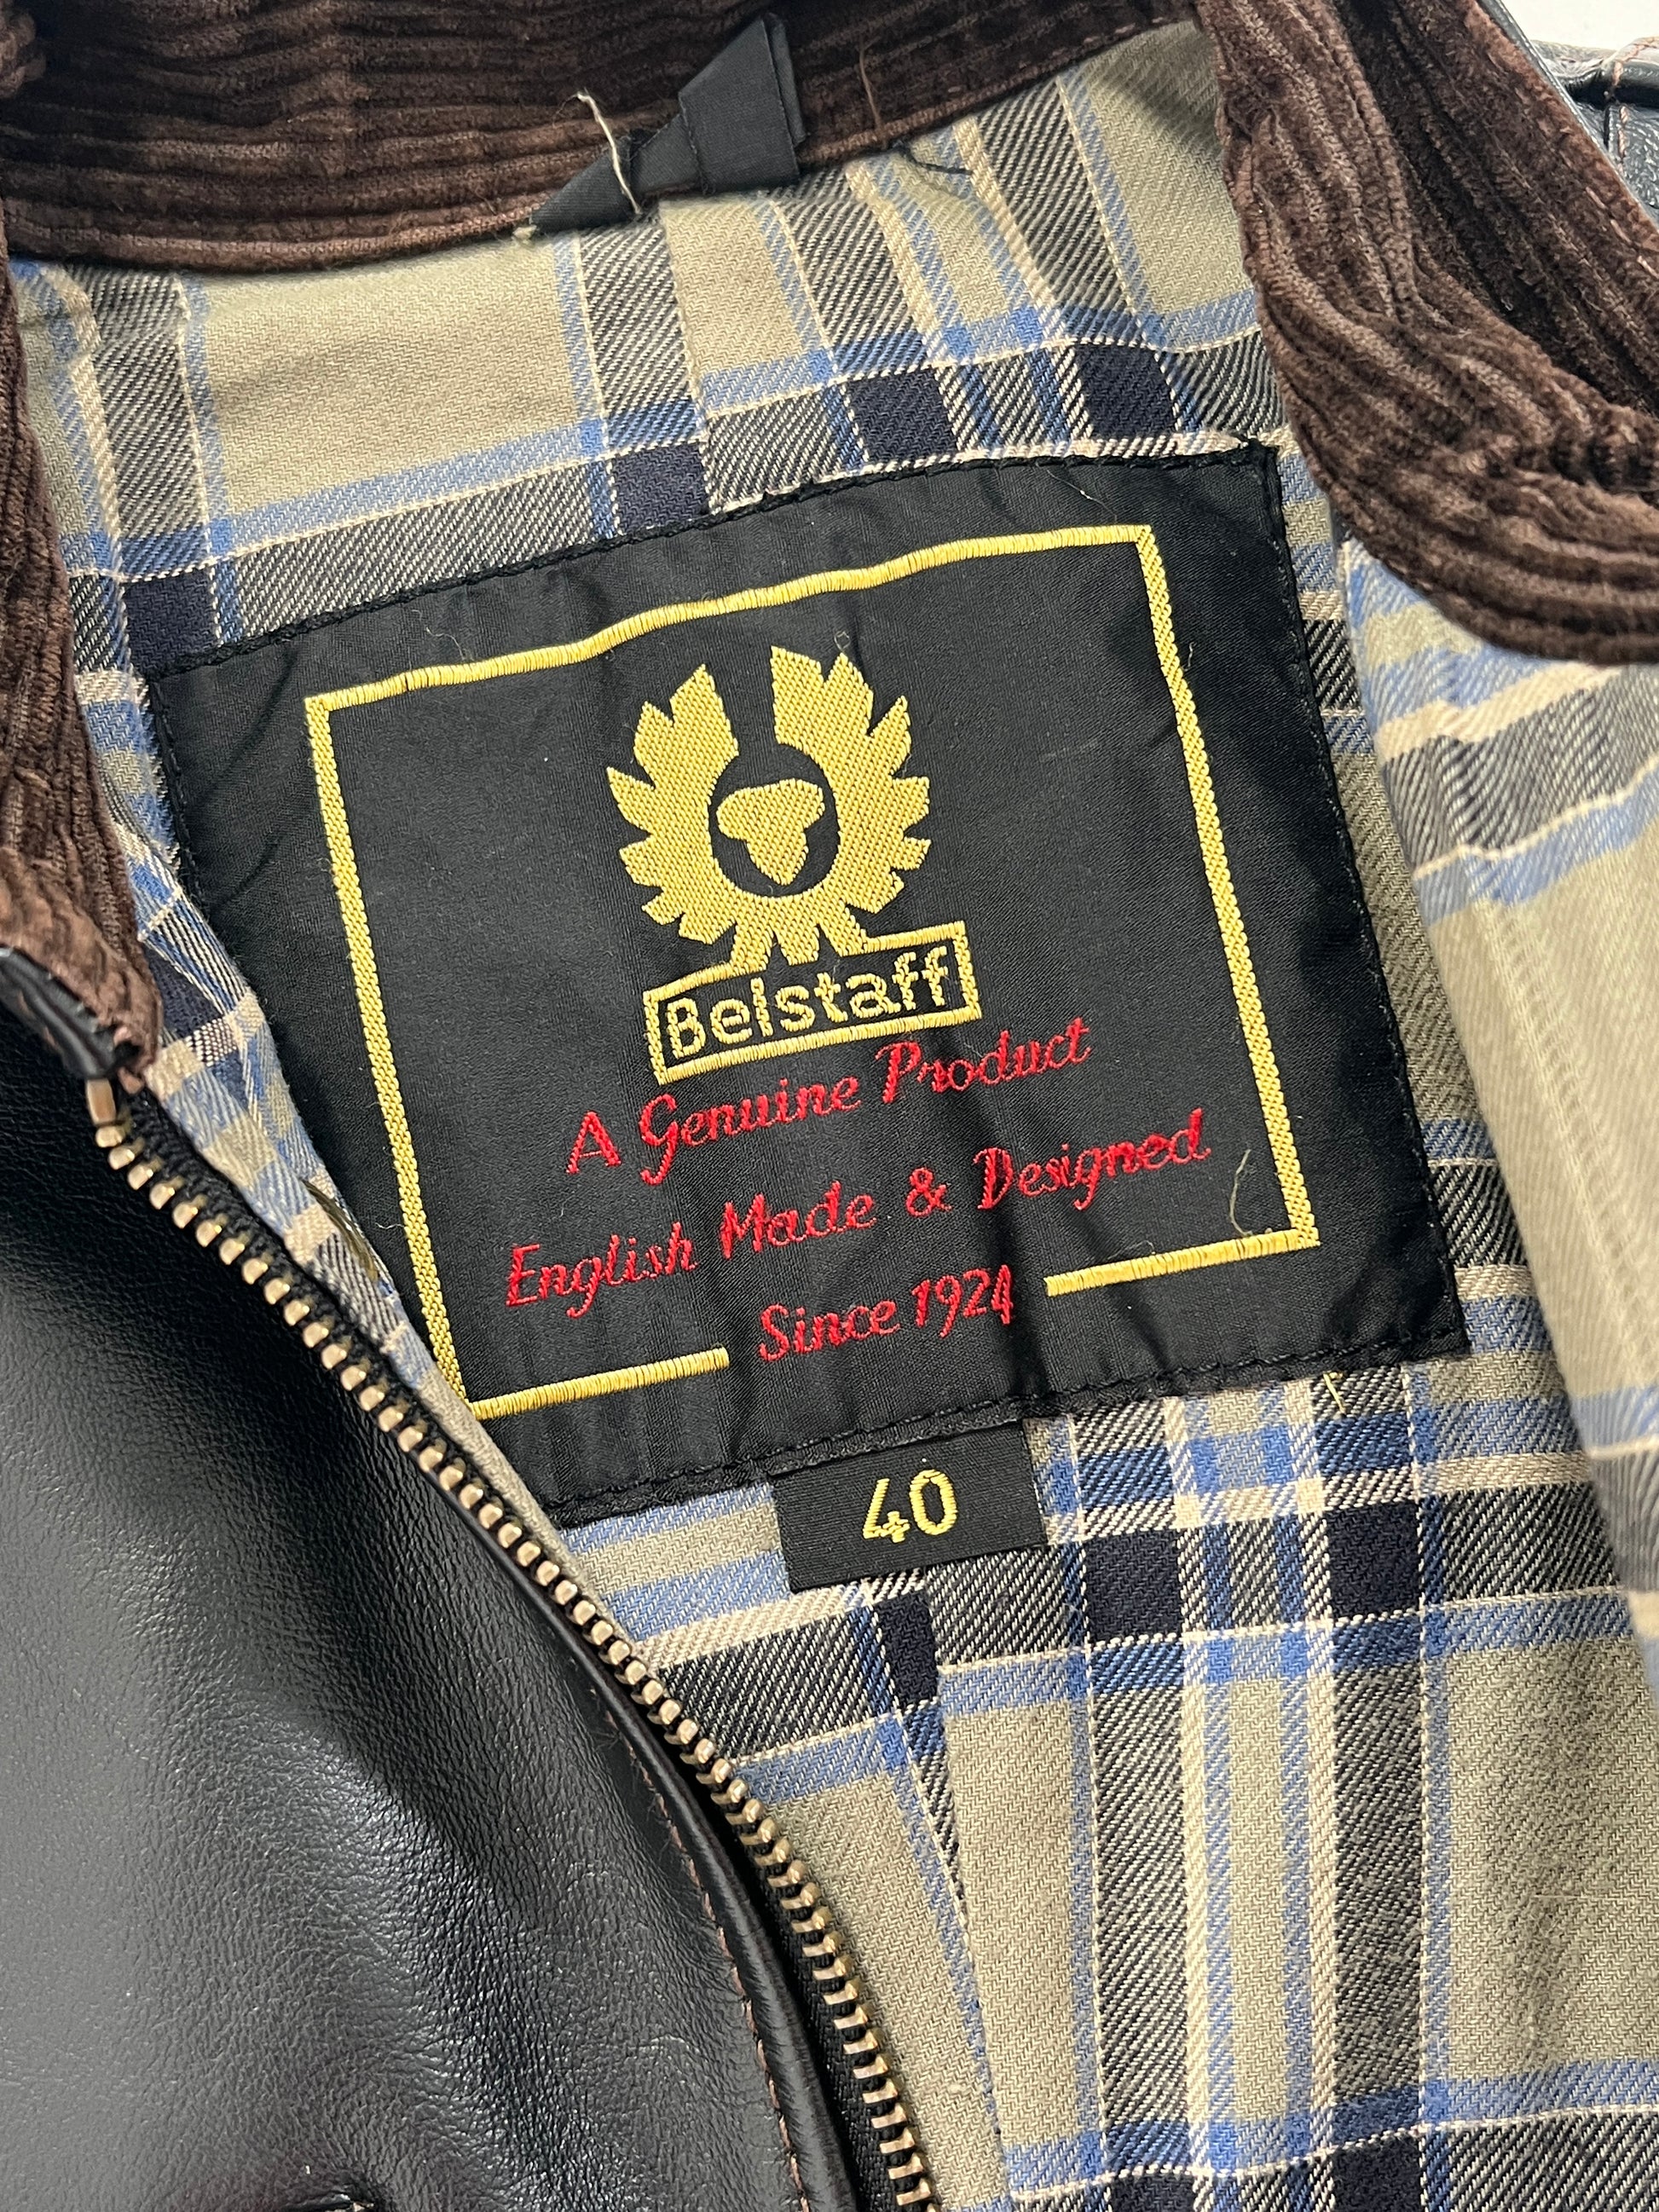 Belstaff
A Genuine Product
English Made & Designed
Since 1924
40